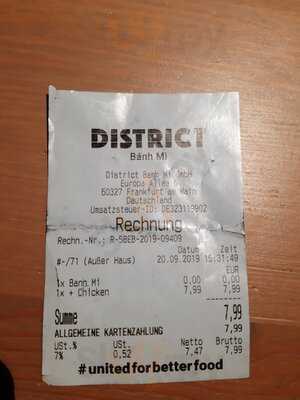 DISTRICT
Bánh Mì
District Banh Mi GmbH
Europa Allee
60327 Frankfurt am Main
Deutschland
Umsatzsteuer-ID: DE323119902
Rechnung
Rechn.-Nr.: R-5BEB-2019-09409
Datum Zeit
#-/71 (Außer Haus) 20.09.2019 15:31:49
EUR
1x Banh Mi 0,00 0,00
1x + Chicken 7,99 7,99
Summe 7,99
ALLGEMEINE KARTENZAHLUNG 7,99
USt.% USt. Netto Brutto
7% 0,52 7,47 7,99
#unitedforbetterfood